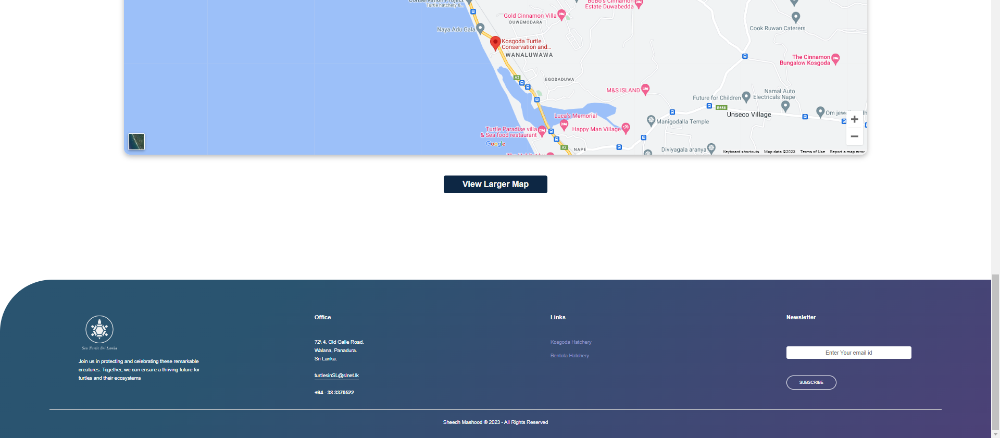 Conservation Project
Turtle hatchery &...
BoBo's Cinnamon
Estate Duwabedda
Gold Cinnamon Villa
DUWEMODARA
Naya Adu Gala
Cook Ruwan Caterers
Kosgoda Turtle
Conservation and...
WANALUWAWA
The Cinnamon
Bungalow Kosgoda
A2
EGODADUWA
M&S ISLAND
Future for Children
Namal Auto
Electricals Nape
B558
Unseco Village
Om jew
Luca's Memorial
Manigodalla Temple
Turtle Paradise villa
& Sea food restaurant
Happy Man Village
Google
A2
NAPE
Diviyagala aranya
Keyboard shortcuts
Map data ©2023
Terms of Use
Report a map error
View Larger Map
Sea Turtle Sri Lanka
Join us in protecting and celebrating these remarkable
creatures. Together, we can ensure a thriving future for
turtles and their ecosystems
Office
72\ 4, Old Galle Road,
Walana, Panadura.
Sri Lanka.
turtlesinSL@slnet.lk
+94 - 38 3370522
Links
Kosgoda Hatchery
Bentota Hatchery
Newsletter
Enter Your email id
SUBSCRIBE
Sheedh Mashood © 2023 - All Rights Reserved